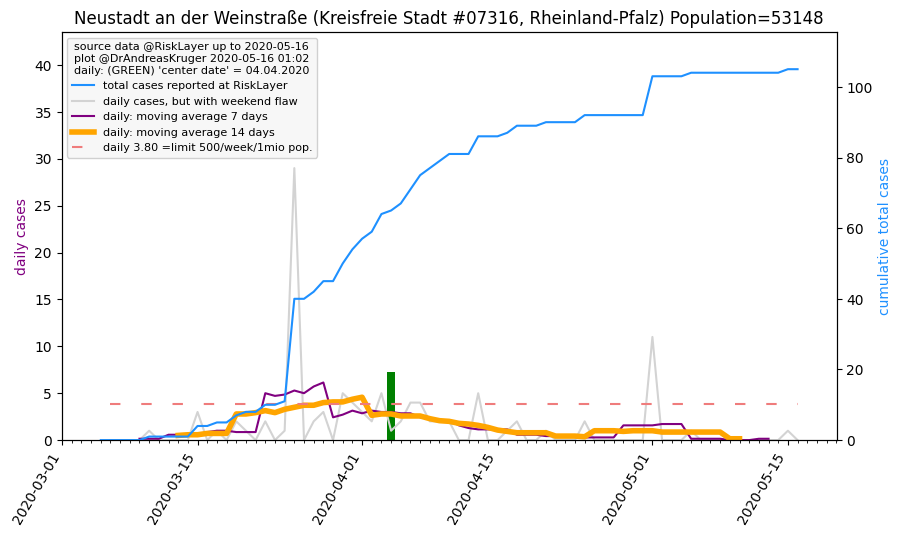 Neustadt an der Weinstraße (Kreisfreie Stadt #07316, Rheinland-Pfalz) Population=53148
source data @RiskLayer up to 2020-05-16
plot @DrAndreasKruger 2020-05-16 01:02
daily: (GREEN) 'center date' = 04.04.2020
total cases reported at RiskLayer
daily cases, but with weekend flaw
daily: moving average 7 days
daily: moving average 14 days
daily 3.80 =limit 500/week/1mio pop.
daily cases
40
35
30
25
20
15
10
5
0
cumulative total cases
100
80
60
40
20
0
2020-03-01
2020-03-15
2020-04-01
2020-04-15
2020-05-01
2020-05-15